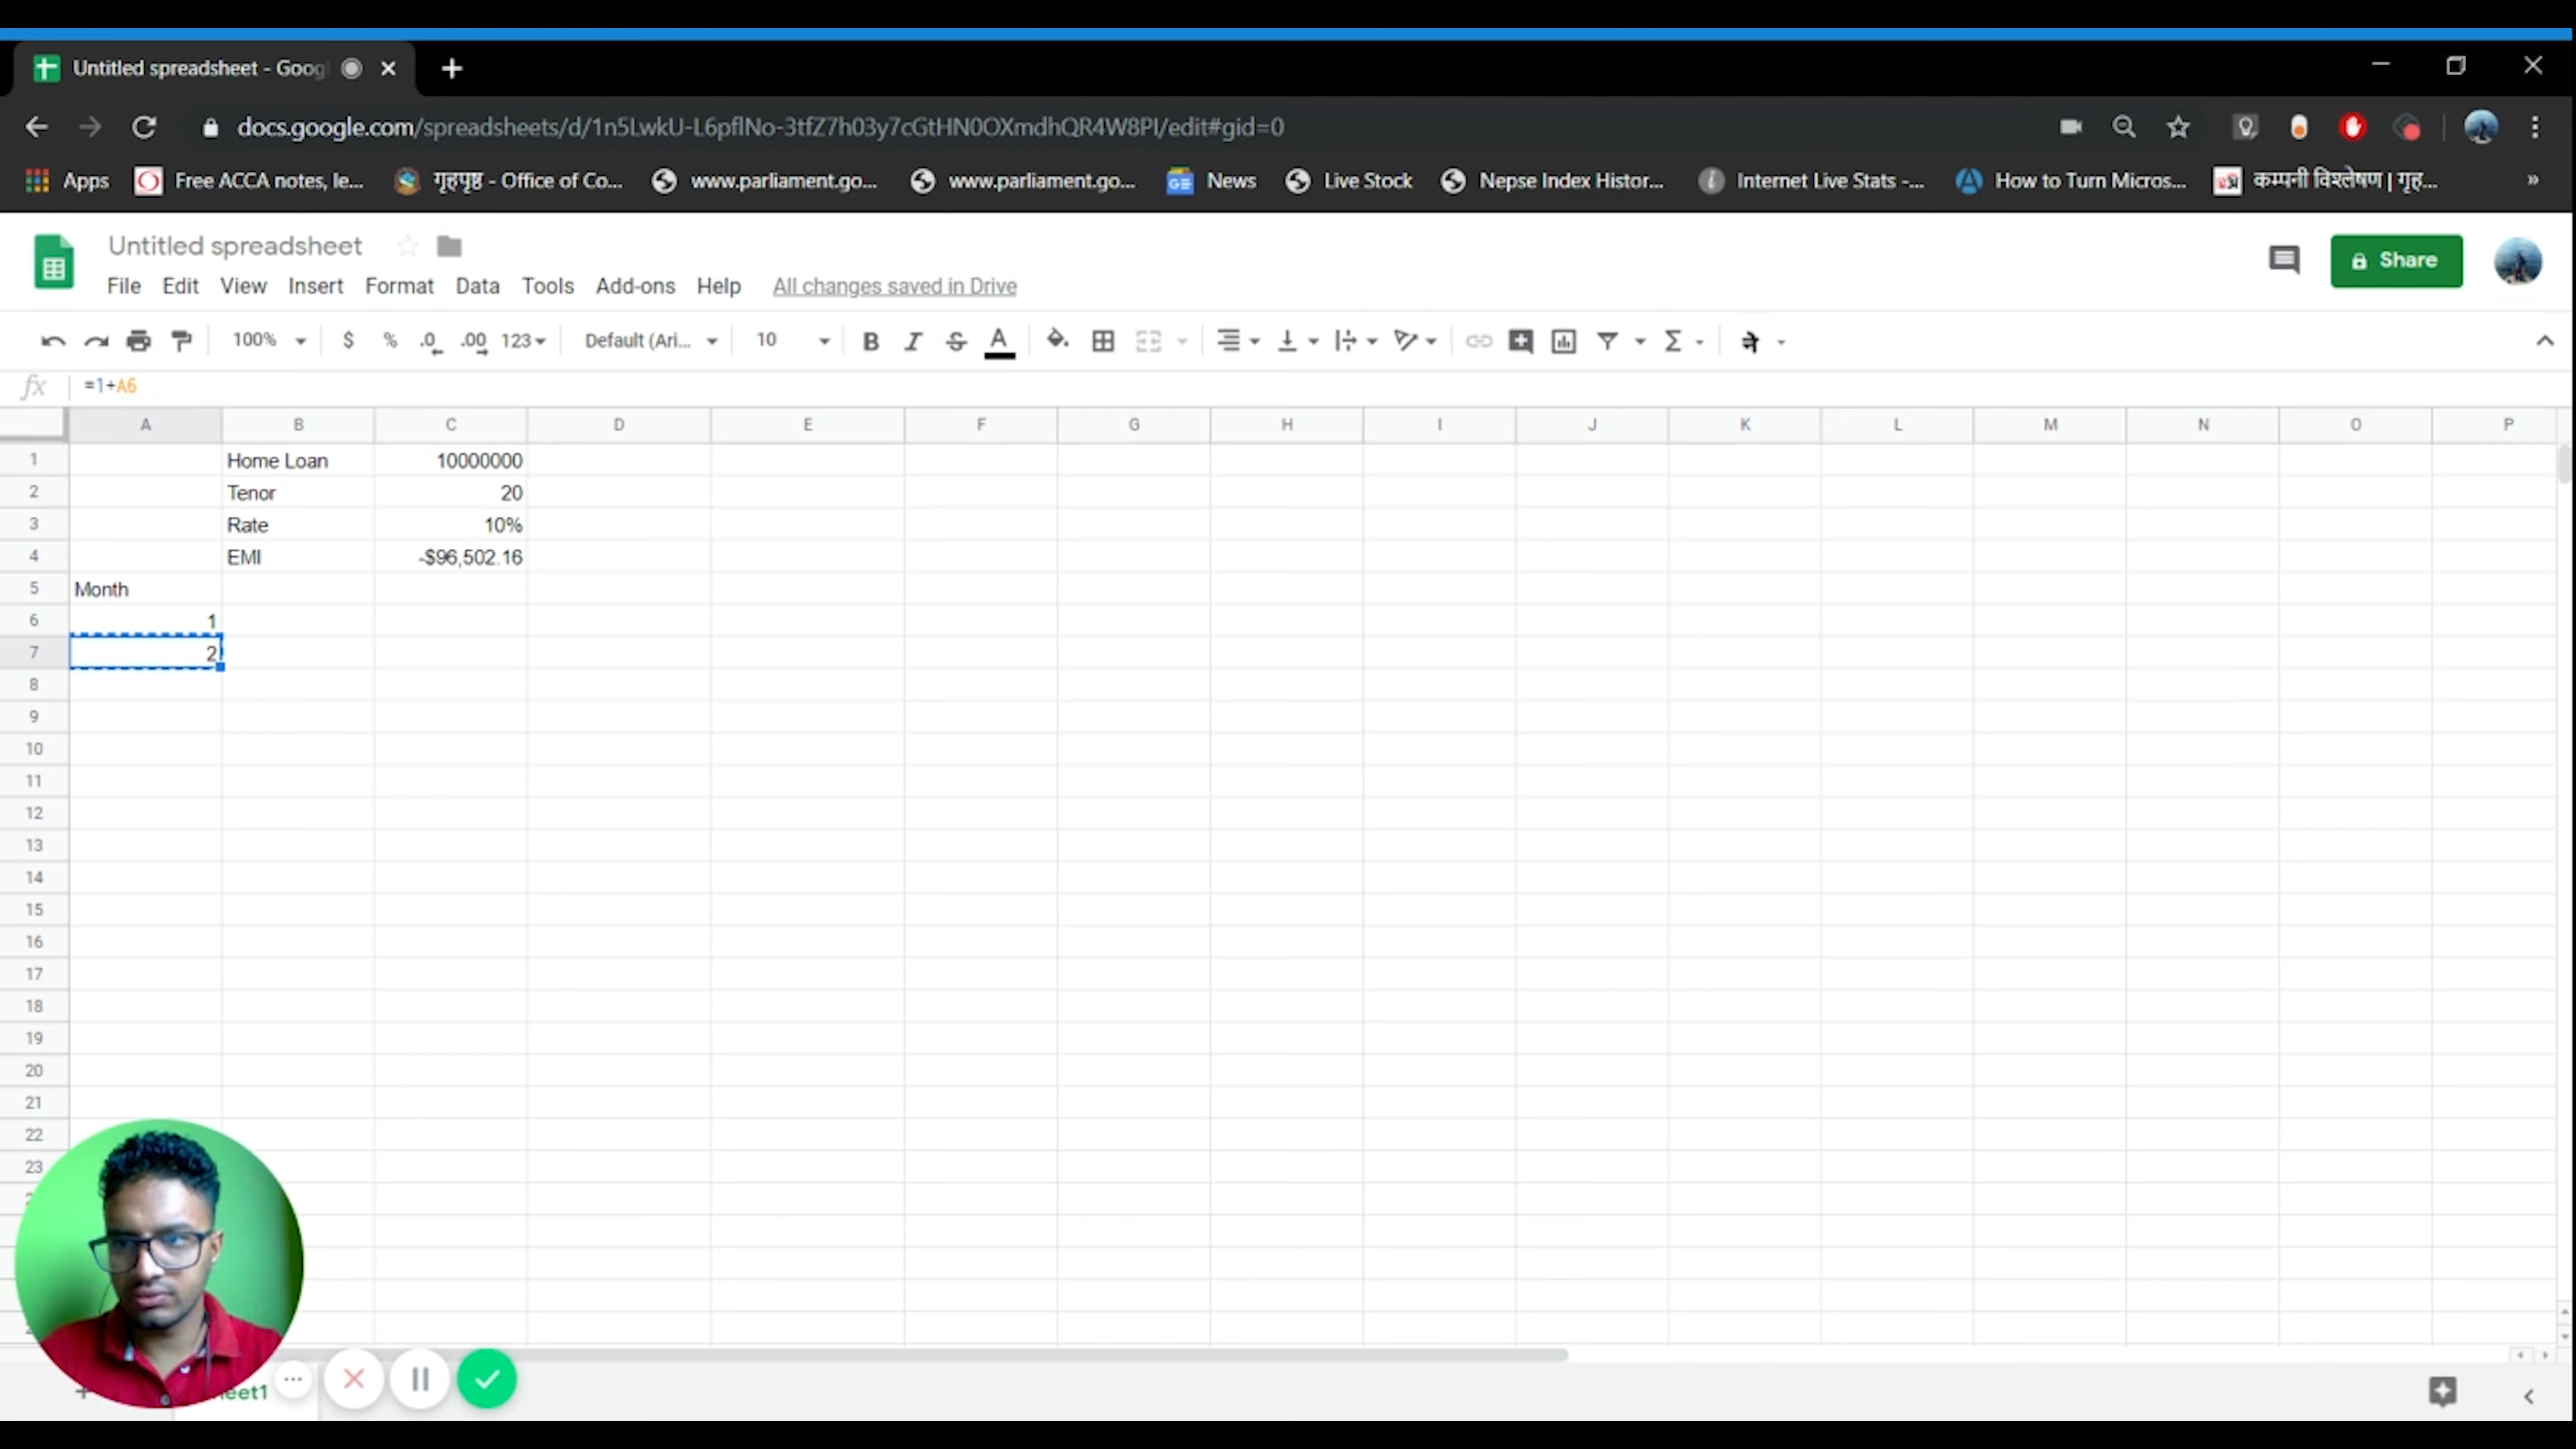 Untitled spreadsheet - Goog
docs.google.com/spreadsheets/d/1n5LwkU-L6pflNo-3tfZ7h03y7cGtHN0OXmdhQR4W8PI/edit#gid=0
Apps Free ACCA notes, le... गृहपृष्ठ - Office of Co... www.parliament.go... www.parliament.go... GE News Live Stock Nepse Index Histor... Internet Live Stats -... How to Turn Micros... कम्पनी विश्लेषण | गृह... »
Untitled spreadsheet
Share
File Edit View Insert Format Data Tools Add-ons Help All changes saved in Drive
100% $ % .0 .00 123 Default (Ari... 10 B I S A Σ
fx =1+A6
A B C D E F G H I J K L M N O P
1 Home Loan 10000000
2 Tenor 20
3 Rate 10%
4 EMI -$96,502.16
5 Month
6 1
7 2
8
9
10
11
12
13
14
15
16
17
18
19
20
21
22
23
eet1